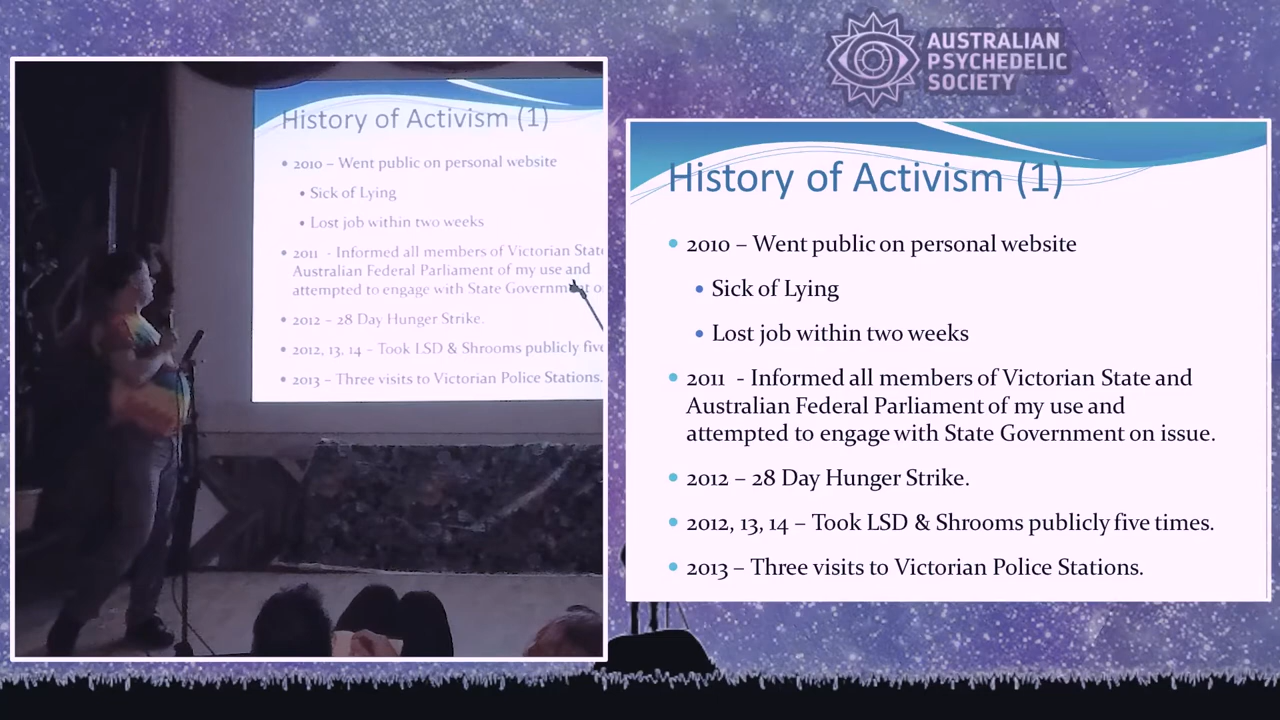 AUSTRALIAN
PSYCHEDELIC
SOCIETY
History of Activism (1)
• 2010 – Went public on personal website
• Sick of Lying
• Lost job within two weeks
• 2011 - Informed all members of Victorian State
Australian Federal Parliament of my use and
attempted to engage with State Government o
• 2012 – 28 Day Hunger Strike.
• 2012, 13, 14 – Took LSD & Shrooms publicly five
• 2013 – Three visits to Victorian Police Stations.
History of Activism (1)
• 2010 – Went public on personal website
• Sick of Lying
• Lost job within two weeks
• 2011 - Informed all members of Victorian State and
Australian Federal Parliament of my use and
attempted to engage with State Government on issue.
• 2012 – 28 Day Hunger Strike.
• 2012, 13, 14 – Took LSD & Shrooms publicly five times.
• 2013 – Three visits to Victorian Police Stations.